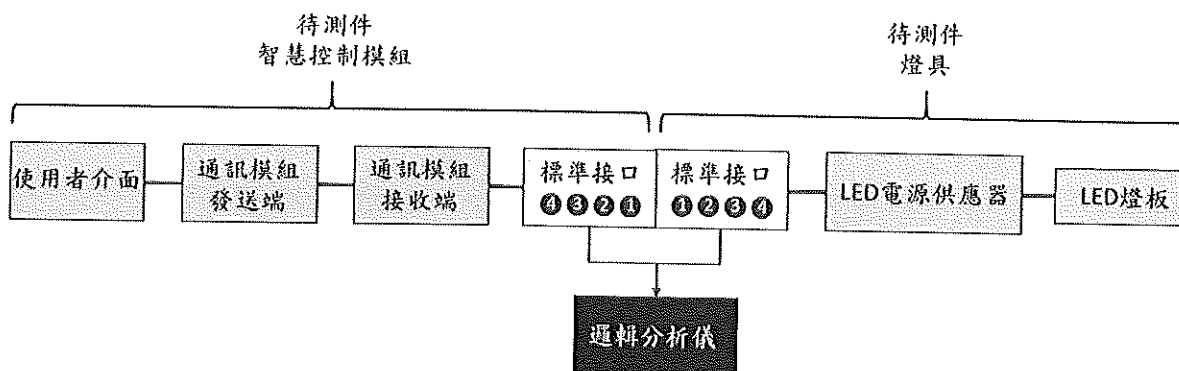 待測件
智慧控制模組
待測件
燈具
使用者介面
通訊模組
發送端
通訊模組
接收端
標準接口
❹❸❷❶
標準接口
❶❷❸❹
LED電源供應器
LED燈板
邏輯分析儀